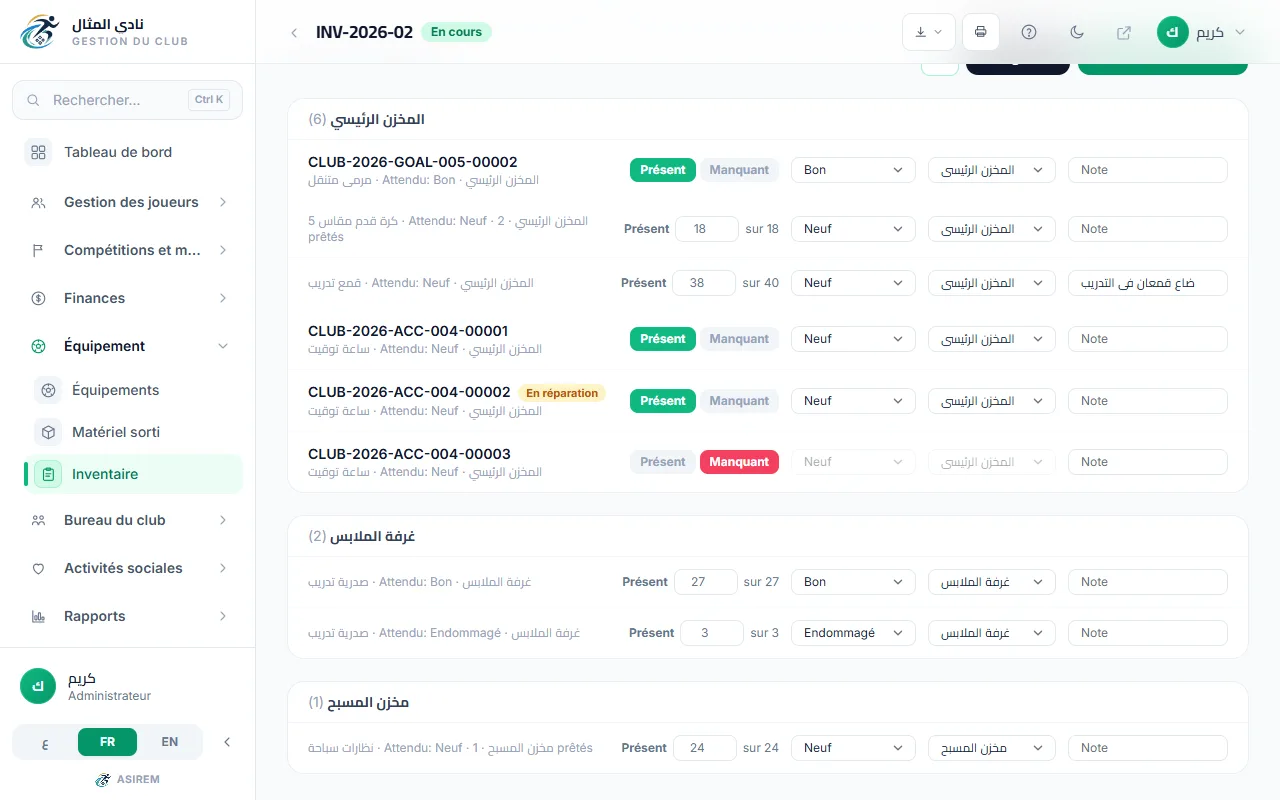 نادي المثال
GESTION DU CLUB
Rechercher...
Ctrl K
Tableau de bord
Gestion des joueurs
Compétitions et m...
Finances
Équipement
Équipements
Matériel sorti
Inventaire
Bureau du club
Activités sociales
Rapports
ك
كريم
Administrateur
ع
FR
EN
ASIREM
INV-2026-02
En cours
ك
كريم
المخزن الرئيسي (6)
CLUB-2026-GOAL-005-00002
مرمى متنقل · Attendu: Bon · المخزن الرئيسي
Présent
Manquant
Bon
المخزن الرئيسي
Note
كرة قدم مقاس 5 · Attendu: Neuf · المخزن الرئيسي · 2
prêtés
Présent
18
sur 18
Neuf
المخزن الرئيسي
Note
قمع تدريب · Attendu: Neuf · المخزن الرئيسي
Présent
38
sur 40
Neuf
المخزن الرئيسي
ضاع قمعان في التدريب
CLUB-2026-ACC-004-00001
ساعة توقيت · Attendu: Neuf · المخزن الرئيسي
Présent
Manquant
Neuf
المخزن الرئيسي
Note
CLUB-2026-ACC-004-00002
En réparation
ساعة توقيت · Attendu: Neuf · المخزن الرئيسي
Présent
Manquant
Neuf
المخزن الرئيسي
Note
CLUB-2026-ACC-004-00003
ساعة توقيت · Attendu: Neuf · المخزن الرئيسي
Présent
Manquant
Neuf
المخزن الرئيسي
Note
غرفة الملابس (2)
صدرية تدريب · Attendu: Bon · غرفة الملابس
Présent
27
sur 27
Bon
غرفة الملابس
Note
صدرية تدريب · Attendu: Endommagé · غرفة الملابس
Présent
3
sur 3
Endommagé
غرفة الملابس
Note
مخزن المسبح (1)
نظارات سباحة · Attendu: Neuf · مخزن المسبح · 1 prêtés
Présent
24
sur 24
Neuf
مخزن المسبح
Note